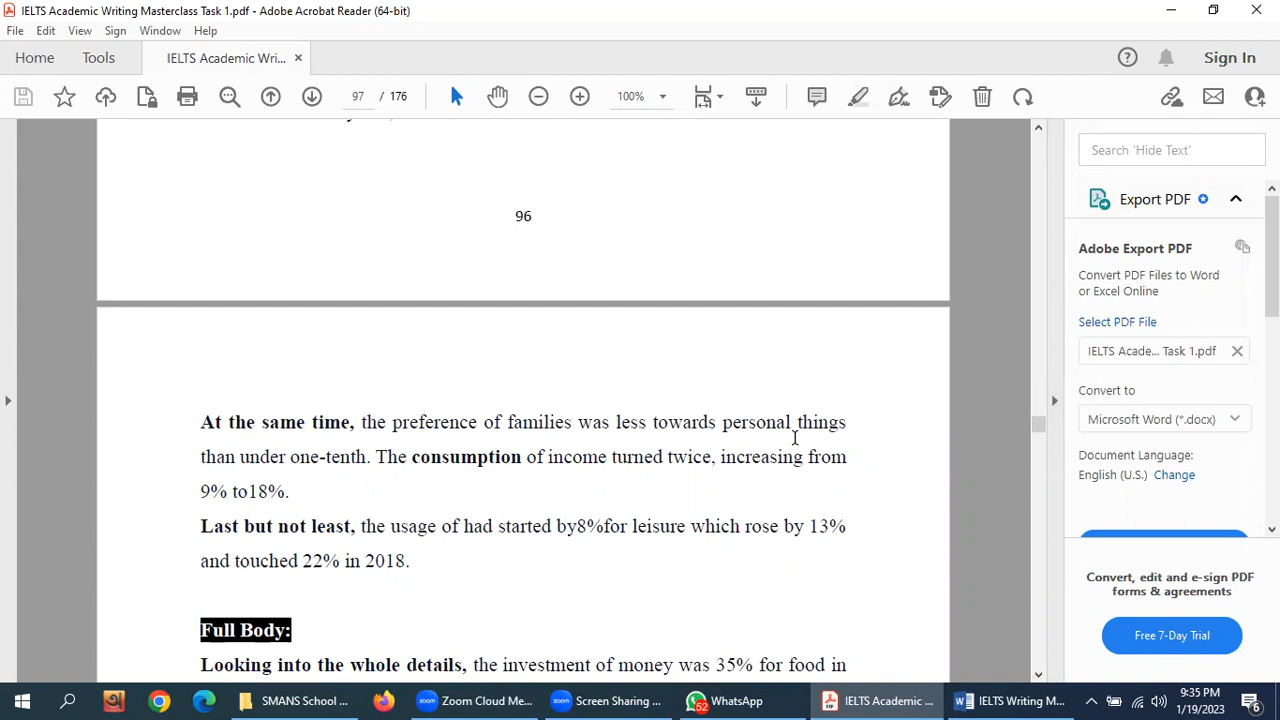 IELTS Academic Writing Masterclass Task 1.pdf - Adobe Acrobat Reader (64-bit)
File Edit View Sign Window Help
Home Tools IELTS Academic Wri... × Sign In
97 / 176 100%
Search 'Hide Text'
Export PDF
96
Adobe Export PDF
Convert PDF Files to Word
or Excel Online
Select PDF File
IELTS Acade... Task 1.pdf
Convert to
Microsoft Word (*.docx)
Document Language:
English (U.S.) Change
At the same time, the preference of families was less towards personal things
than under one-tenth. The consumption of income turned twice, increasing from
9% to18%.
Last but not least, the usage of had started by8%for leisure which rose by 13%
and touched 22% in 2018.
Full Body:
Looking into the whole details, the investment of money was 35% for food in
Convert, edit and e-sign PDF
forms & agreements
Free 7-Day Trial
SMANS School ...
Zoom Cloud Me...
Screen Sharing ...
52
WhatsApp
IELTS Academic ...
IELTS Writing M...
9:35 PM
1/19/2023
6